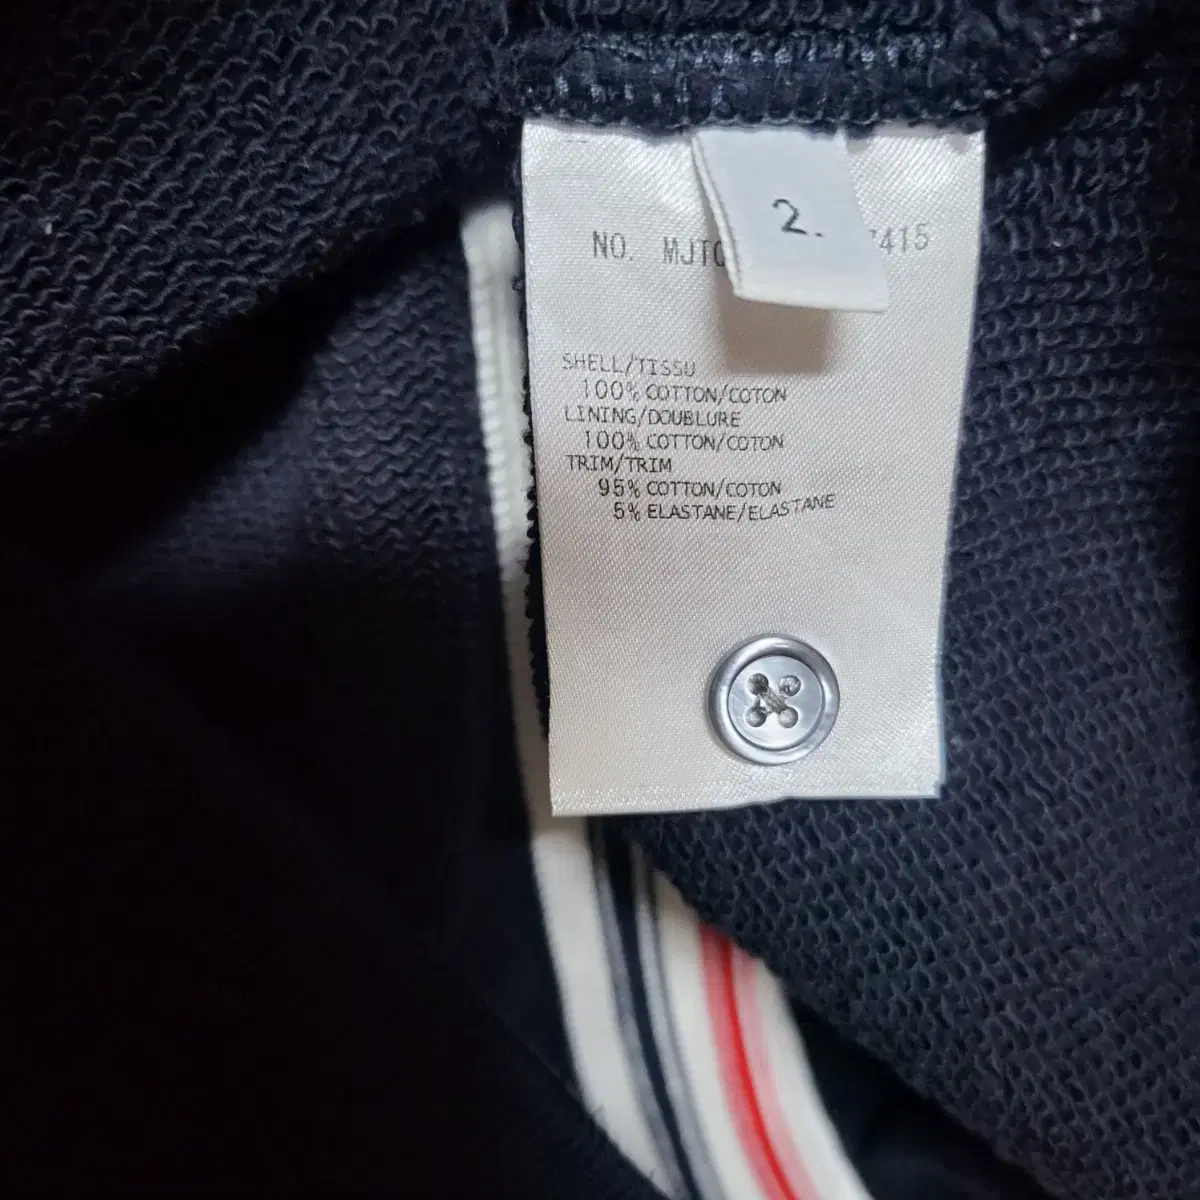 2.
NO. MJT 415
SHELL/TISSU
100% COTTON/COTON
LINING/DOUBLURE
100% COTTON/COTON
TRIM/TRIM
95% COTTON/COTON
5% ELASTANE/ELASTANE